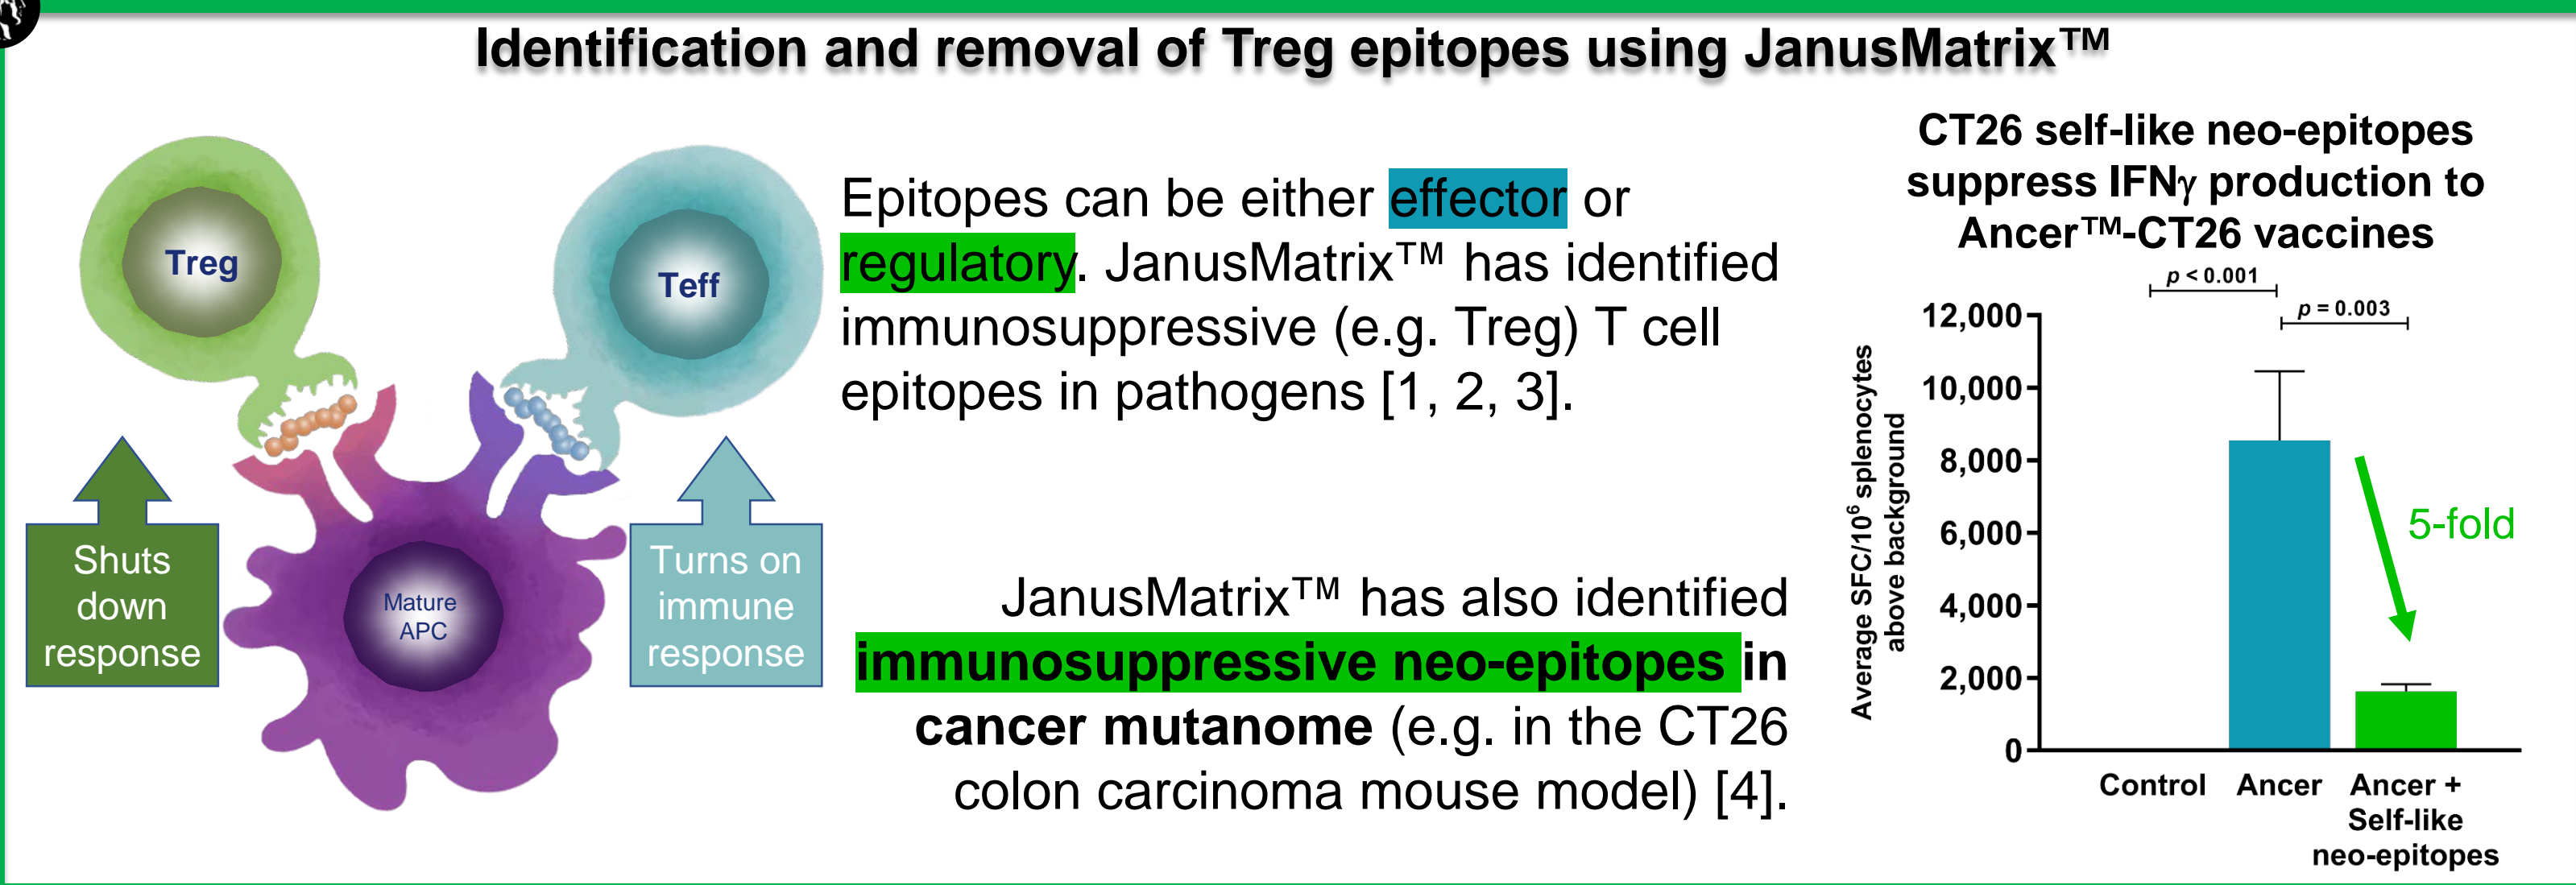 Identification and removal of Treg epitopes using JanusMatrix™
Treg
Teff
Mature
APC
Shuts
down
response
Turns on
immune
response
Epitopes can be either effector or
regulatory. JanusMatrix™ has identified
immunosuppressive (e.g. Treg) T cell
epitopes in pathogens [1, 2, 3].
JanusMatrix™ has also identified
immunosuppressive neo-epitopes in
cancer mutanome (e.g. in the CT26
colon carcinoma mouse model) [4].
CT26 self-like neo-epitopes
suppress IFNγ production to
Ancer™-CT26 vaccines
p < 0.001
p = 0.003
Average SFC/10⁶ splenocytes
above background
12,000
10,000
8,000
6,000
4,000
2,000
0
5-fold
Control
Ancer
Ancer +
Self-like
neo-epitopes